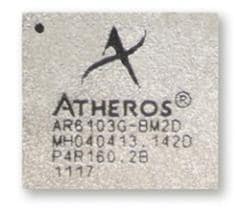 ATHEROS®
AR6103G-BM2D
MH040413.142D
P4R160.2B
1117